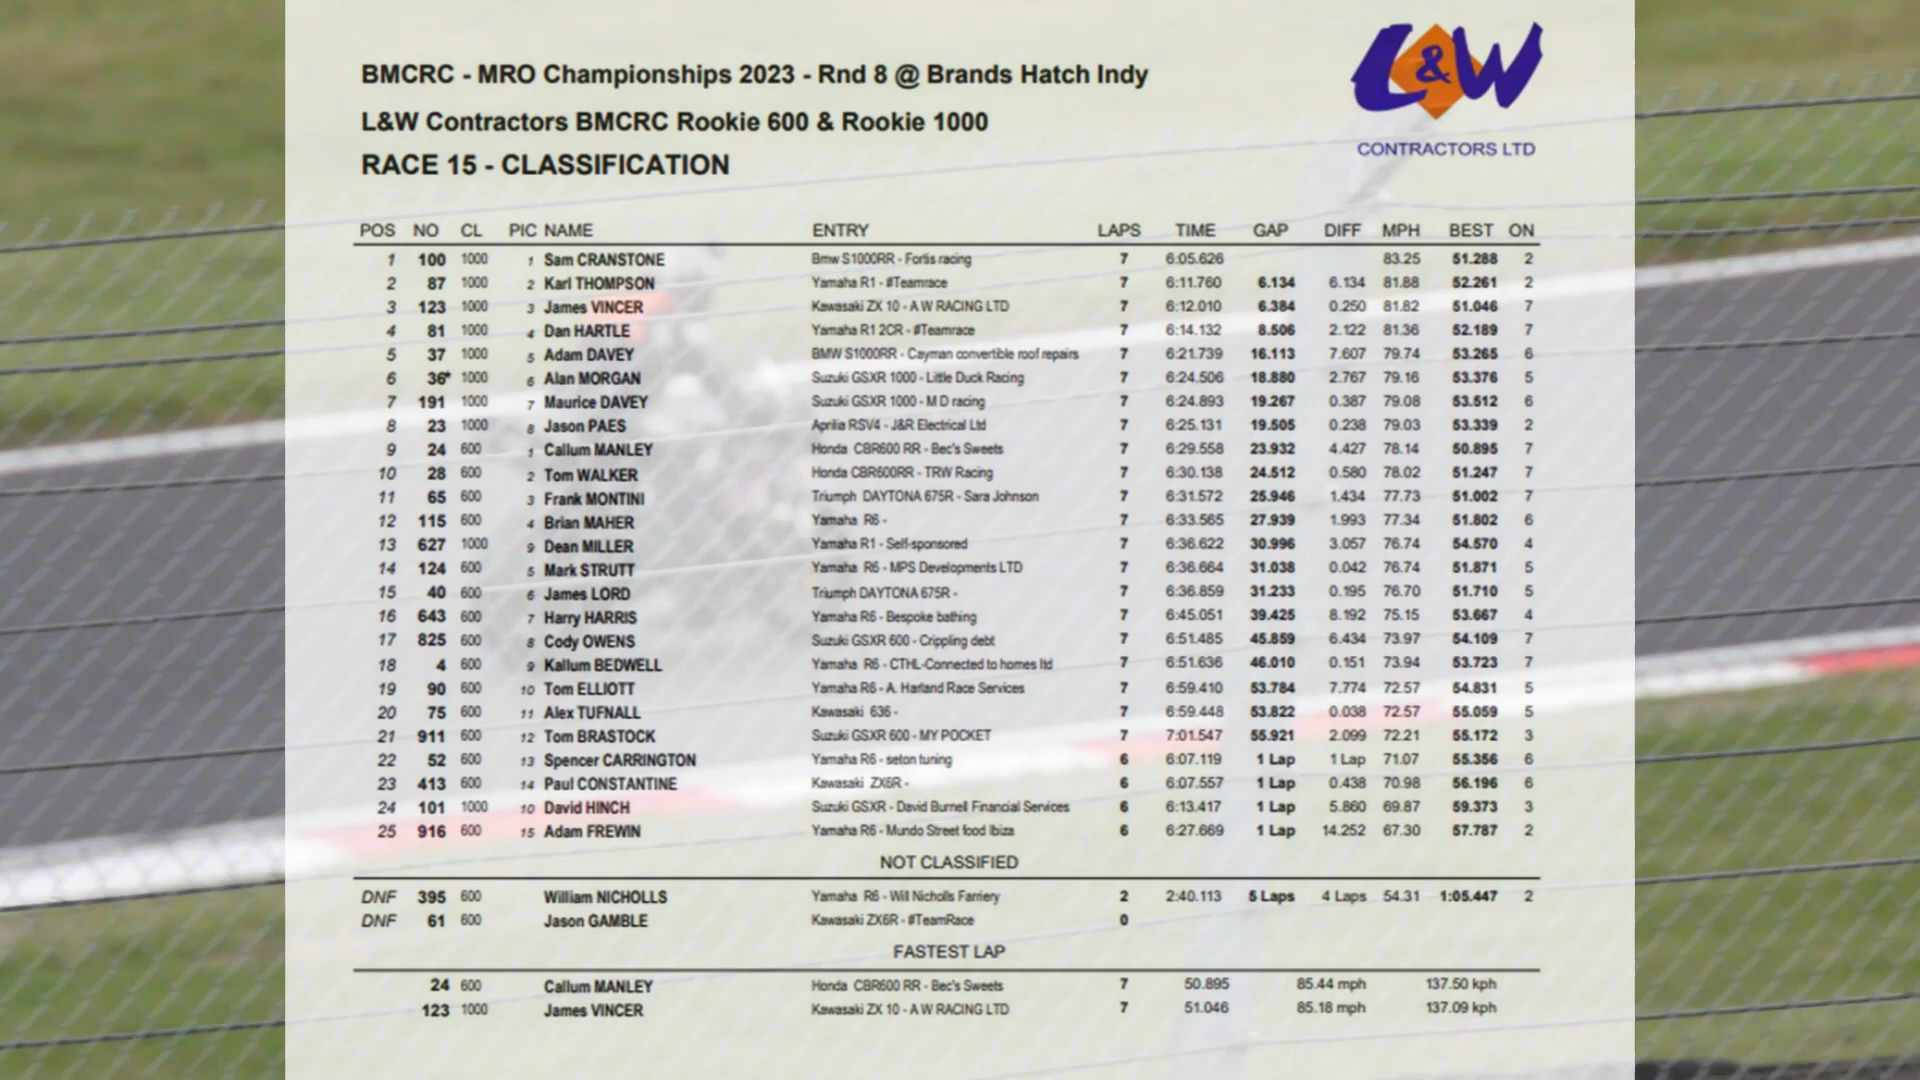 L&W
CONTRACTORS LTD
BMCRC - MRO Championships 2023 - Rnd 8 @ Brands Hatch Indy
L&W Contractors BMCRC Rookie 600 & Rookie 1000
RACE 15 - CLASSIFICATION
POS NO CL PIC NAME ENTRY LAPS TIME GAP DIFF MPH BEST ON
1 100 1000 1 Sam CRANSTONE Bmw S1000RR - Fortis racing 7 6:05.626 83.25 51.288 2
2 87 1000 2 Karl THOMPSON Yamaha R1 - #Teamrace 7 6:11.760 6.134 6.134 81.88 52.261 2
3 123 1000 3 James VINCER Kawasaki ZX 10 - A W RACING LTD 7 6:12.010 6.384 0.250 81.82 51.046 7
4 81 1000 4 Dan HARTLE Yamaha R1 2CR - #Teamrace 7 6:14.132 8.506 2.122 81.36 52.189 7
5 37 1000 5 Adam DAVEY BMW S1000RR - Cayman convertible roof repairs 7 6:21.739 16.113 7.607 79.74 53.265 6
6 36* 1000 6 Alan MORGAN Suzuki GSXR 1000 - Little Duck Racing 7 6:24.506 18.880 2.767 79.16 53.376 5
7 191 1000 7 Maurice DAVEY Suzuki GSXR 1000 - M D racing 7 6:24.893 19.267 0.387 79.08 53.512 6
8 23 1000 8 Jason PAES Aprilia RSV4 - J&R Electrical Ltd 7 6:25.131 19.505 0.238 79.03 53.339 2
9 24 600 1 Callum MANLEY Honda CBR600 RR - Bec's Sweets 7 6:29.558 23.932 4.427 78.14 50.895 7
10 28 600 2 Tom WALKER Honda CBR600RR - TRW Racing 7 6:30.138 24.512 0.580 78.02 51.247 7
11 65 600 3 Frank MONTINI Triumph DAYTONA 675R - Sara Johnson 7 6:31.572 25.946 1.434 77.73 51.002 7
12 115 600 4 Brian MAHER Yamaha R6 - 7 6:33.565 27.939 1.993 77.34 51.802 6
13 627 1000 9 Dean MILLER Yamaha R1 - Self-sponsored 7 6:36.622 30.996 3.057 76.74 54.570 4
14 124 600 5 Mark STRUTT Yamaha R6 - MPS Developments LTD 7 6:36.664 31.038 0.042 76.74 51.871 5
15 40 600 6 James LORD Triumph DAYTONA 675R - 7 6:36.859 31.233 0.195 76.70 51.710 5
16 643 600 7 Harry HARRIS Yamaha R6 - Bespoke bathing 7 6:45.051 39.425 8.192 75.15 53.667 4
17 825 600 8 Cody OWENS Suzuki GSXR 600 - Crippling debt 7 6:51.485 45.859 6.434 73.97 54.109 7
18 4 600 9 Kallum BEDWELL Yamaha R6 - CTHL-Connected to homes ltd 7 6:51.636 46.010 0.151 73.94 53.723 7
19 90 600 10 Tom ELLIOTT Yamaha R6 - A. Harland Race Services 7 6:59.410 53.784 7.774 72.57 54.831 5
20 75 600 11 Alex TUFNALL Kawasaki 636 - 7 6:59.448 53.822 0.038 72.57 55.059 5
21 911 600 12 Tom BRASTOCK Suzuki GSXR 600 - MY POCKET 7 7:01.547 55.921 2.099 72.21 55.172 3
22 52 600 13 Spencer CARRINGTON Yamaha R6 - seton tuning 6 6:07.119 1 Lap 1 Lap 71.07 55.356 6
23 413 600 14 Paul CONSTANTINE Kawasaki ZX6R - 6 6:07.557 1 Lap 0.438 70.98 56.196 6
24 101 1000 10 David HINCH Suzuki GSXR - David Burnell Financial Services 6 6:13.417 1 Lap 5.860 69.87 59.373 3
25 916 600 15 Adam FREWIN Yamaha R6 - Mundo Street food Ibiza 6 6:27.669 1 Lap 14.252 67.30 57.787 2
NOT CLASSIFIED
DNF 395 600 William NICHOLLS Yamaha R6 - Will Nicholls Farriery 2 2:40.113 5 Laps 4 Laps 54.31 1:05.447 2
DNF 61 600 Jason GAMBLE Kawasaki ZX6R - #TeamRace 0
FASTEST LAP
24 600 Callum MANLEY Honda CBR600 RR - Bec's Sweets 7 50.895 85.44 mph 137.50 kph
123 1000 James VINCER Kawasaki ZX 10 - A W RACING LTD 7 51.046 85.18 mph 137.09 kph